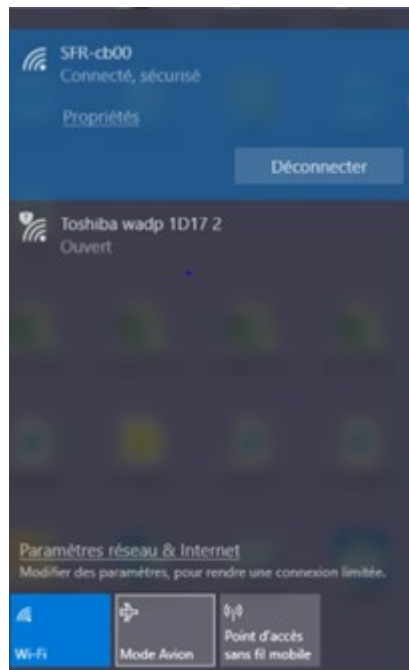 SFR-cb00
Connecté, sécurisé
Propriétés
Déconnecter
Toshiba wadp 1D17 2
Ouvert
Paramètres réseau & Internet
Modifier des paramètres, pour rendre une connexion limitée.
Wi-Fi
Mode Avion
Point d'accès
sans fil mobile